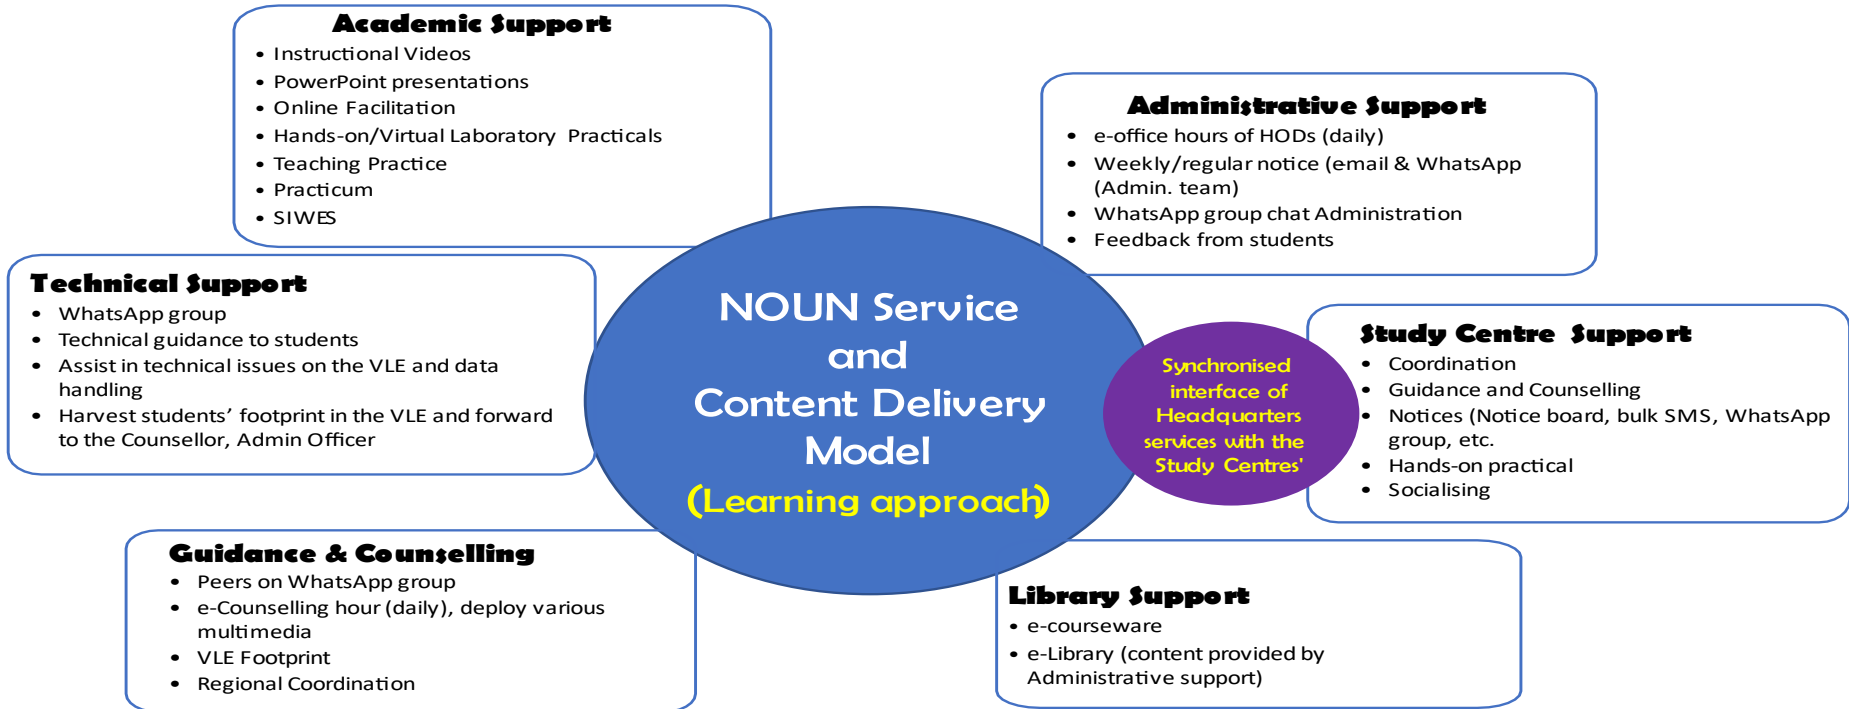 Academic Support
• Instructional Videos
• PowerPoint presentations
• Online Facilitation
• Hands-on/Virtual Laboratory Practicals
• Teaching Practice
• Practicum
• SIWES
Administrative Support
• e-office hours of HODs (daily)
• Weekly/regular notice (email & WhatsApp
(Admin. team)
• WhatsApp group chat Administration
• Feedback from students
Technical Support
• WhatsApp group
• Technical guidance to students
• Assist in technical issues on the VLE and data
handling
• Harvest students’ footprint in the VLE and forward
to the Counsellor, Admin Officer
NOUN Service
and
Content Delivery
Model
(Learning approach)
Synchronised
interface of
Headquarters
services with the
Study Centres'
Study Centre Support
• Coordination
• Guidance and Counselling
• Notices (Notice board, bulk SMS, WhatsApp
group, etc.
• Hands-on practical
• Socialising
Guidance & Counselling
• Peers on WhatsApp group
• e-Counselling hour (daily), deploy various
multimedia
• VLE Footprint
• Regional Coordination
Library Support
• e-courseware
• e-Library (content provided by
Administrative support)